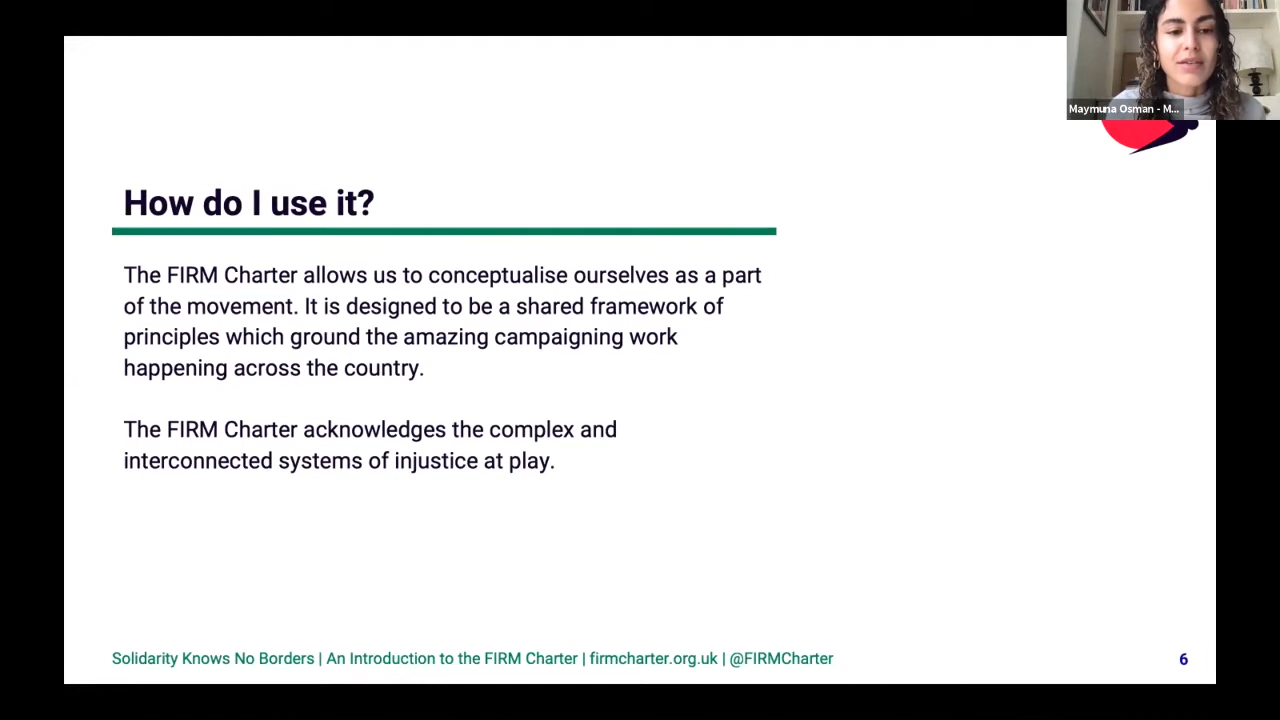 Maymuna Osman - M...
How do I use it?
The FIRM Charter allows us to conceptualise ourselves as a part
of the movement. It is designed to be a shared framework of
principles which ground the amazing campaigning work
happening across the country.
The FIRM Charter acknowledges the complex and
interconnected systems of injustice at play.
Solidarity Knows No Borders | An Introduction to the FIRM Charter | firmcharter.org.uk | @FIRMCharter
6